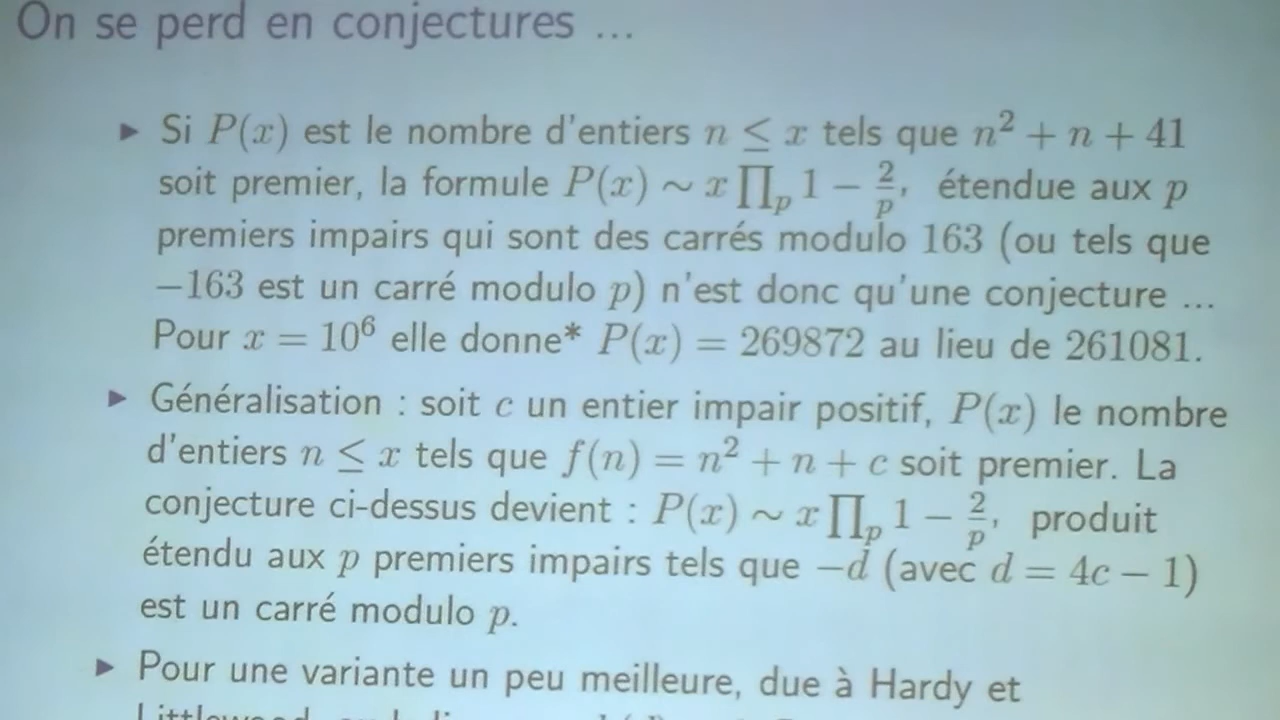 On se perd en conjectures ...
▶ Si P(x) est le nombre d'entiers n ≤ x tels que n² + n + 41
soit premier, la formule P(x) ∼ x ∏ₚ 1 − 2/p, étendue aux p
premiers impairs qui sont des carrés modulo 163 (ou tels que
−163 est un carré modulo p) n'est donc qu'une conjecture ...
Pour x = 10⁶ elle donne* P(x) = 269872 au lieu de 261081.
▶ Généralisation : soit c un entier impair positif, P(x) le nombre
d'entiers n ≤ x tels que f(n) = n² + n + c soit premier. La
conjecture ci-dessus devient : P(x) ∼ x ∏ₚ 1 − 2/p, produit
étendu aux p premiers impairs tels que −d (avec d = 4c − 1)
est un carré modulo p.
▶ Pour une variante un peu meilleure, due à Hardy et